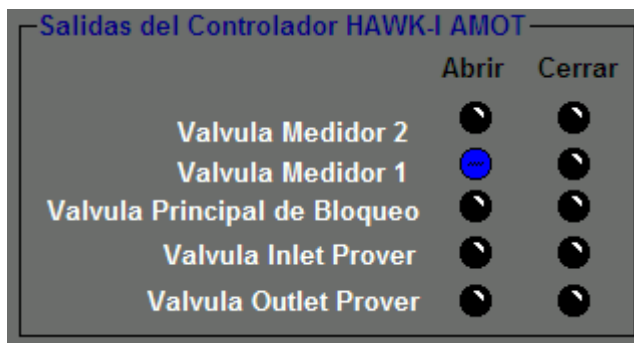 Salidas del Controlador HAWK-I AMOT
Abrir Cerrar
Valvula Medidor 2
Valvula Medidor 1
Valvula Principal de Bloqueo
Valvula Inlet Prover
Valvula Outlet Prover